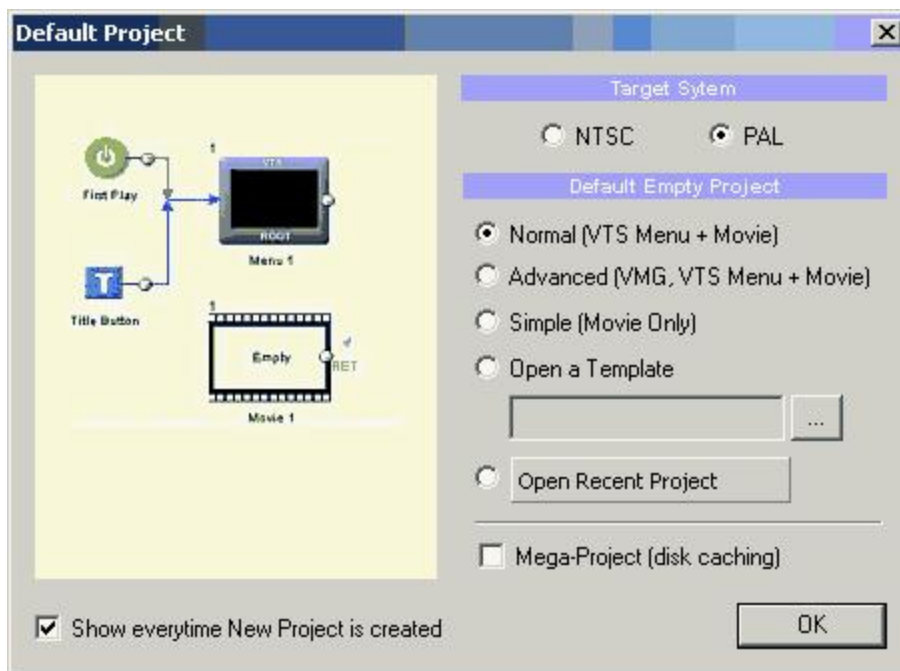 Default Project
1
VTS
First Play
ROOT
Menu 1
T
Title Button
1
Empty
RET
Movie 1
Target Sytem
NTSC
PAL
Default Empty Project
Normal (VTS Menu + Movie)
Advanced (VMG, VTS Menu + Movie)
Simple (Movie Only)
Open a Template
...
Open Recent Project
Mega-Project (disk caching)
Show everytime New Project is created
OK